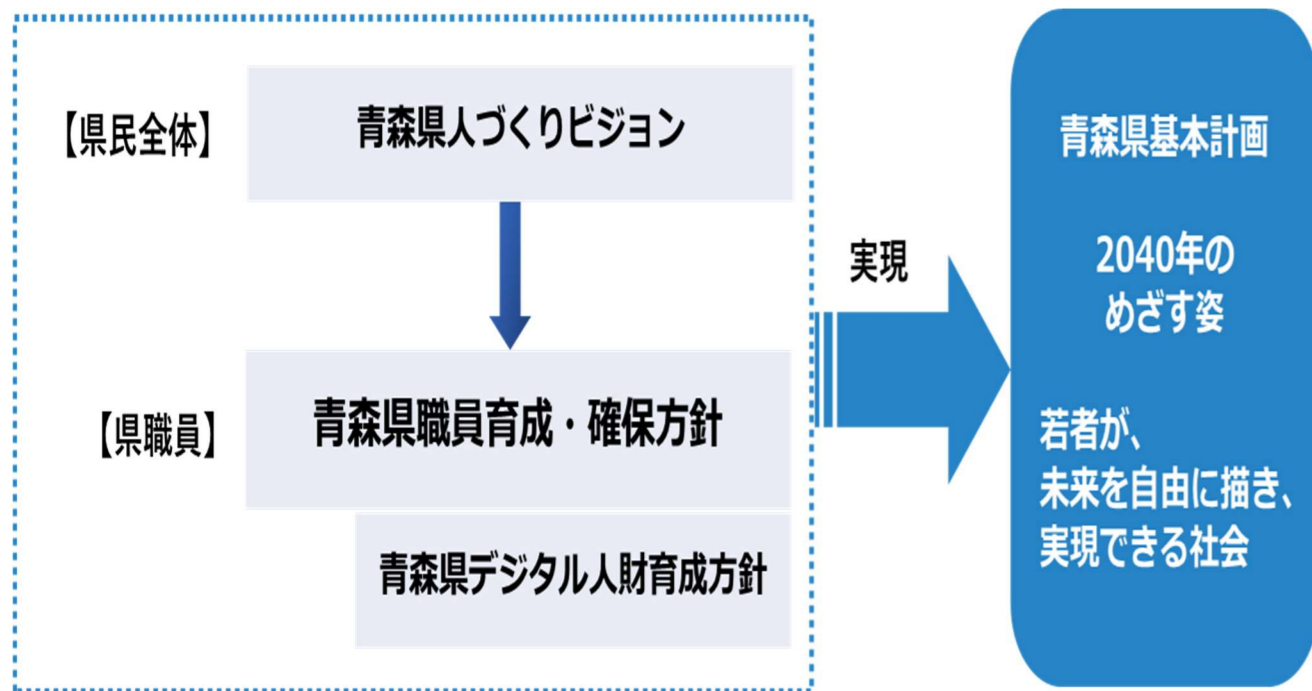 【県民全体】
青森県人づくりビジョン
【県職員】
青森県職員育成・確保方針
青森県デジタル人財育成方針
実現
青森県基本計画
2040年の
めざす姿
若者が、
未来を自由に描き、
実現できる社会